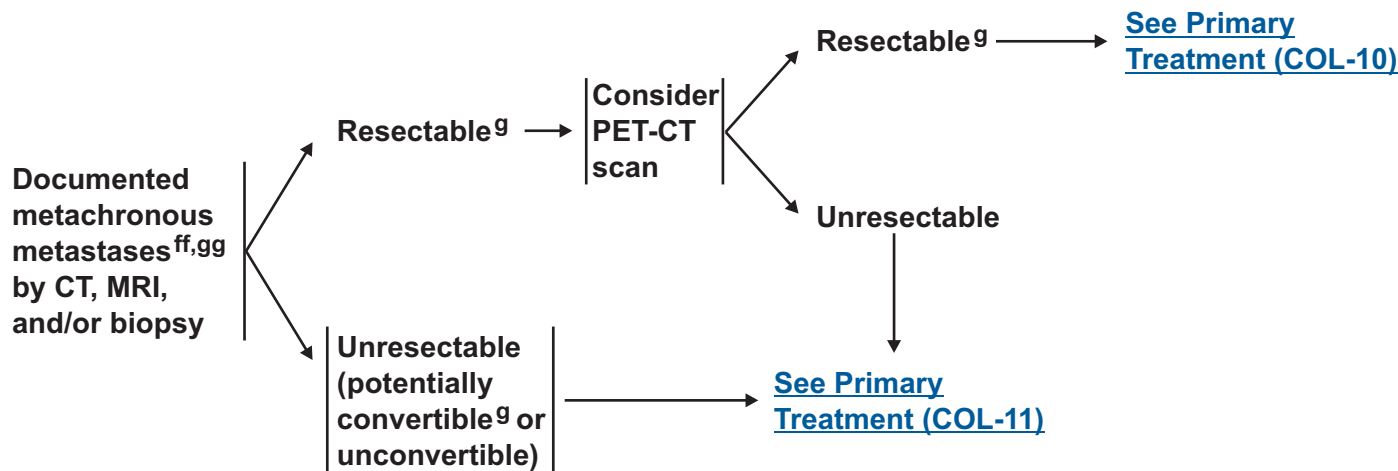 Documented
metachronous
metastases ff,gg
by CT, MRI,
and/or biopsy
Resectable g
Consider
PET-CT
scan
Resectable g
See Primary
Treatment (COL-10)
Unresectable
Unresectable
(potentially
convertible g or
unconvertible)
See Primary
Treatment (COL-11)